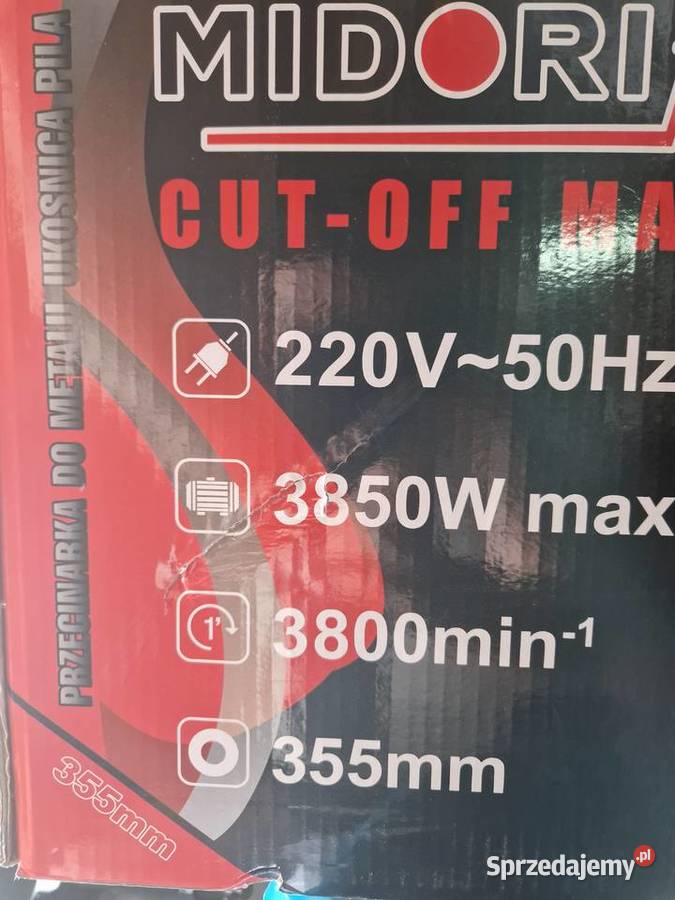 MIDORI
CUT-OFF MA
PRZECINARKA DO METALU UKOSNICA PILA
220V~50Hz
3850W max
1'
3800min-1
355mm
355mm
Sprzedajemy.pl